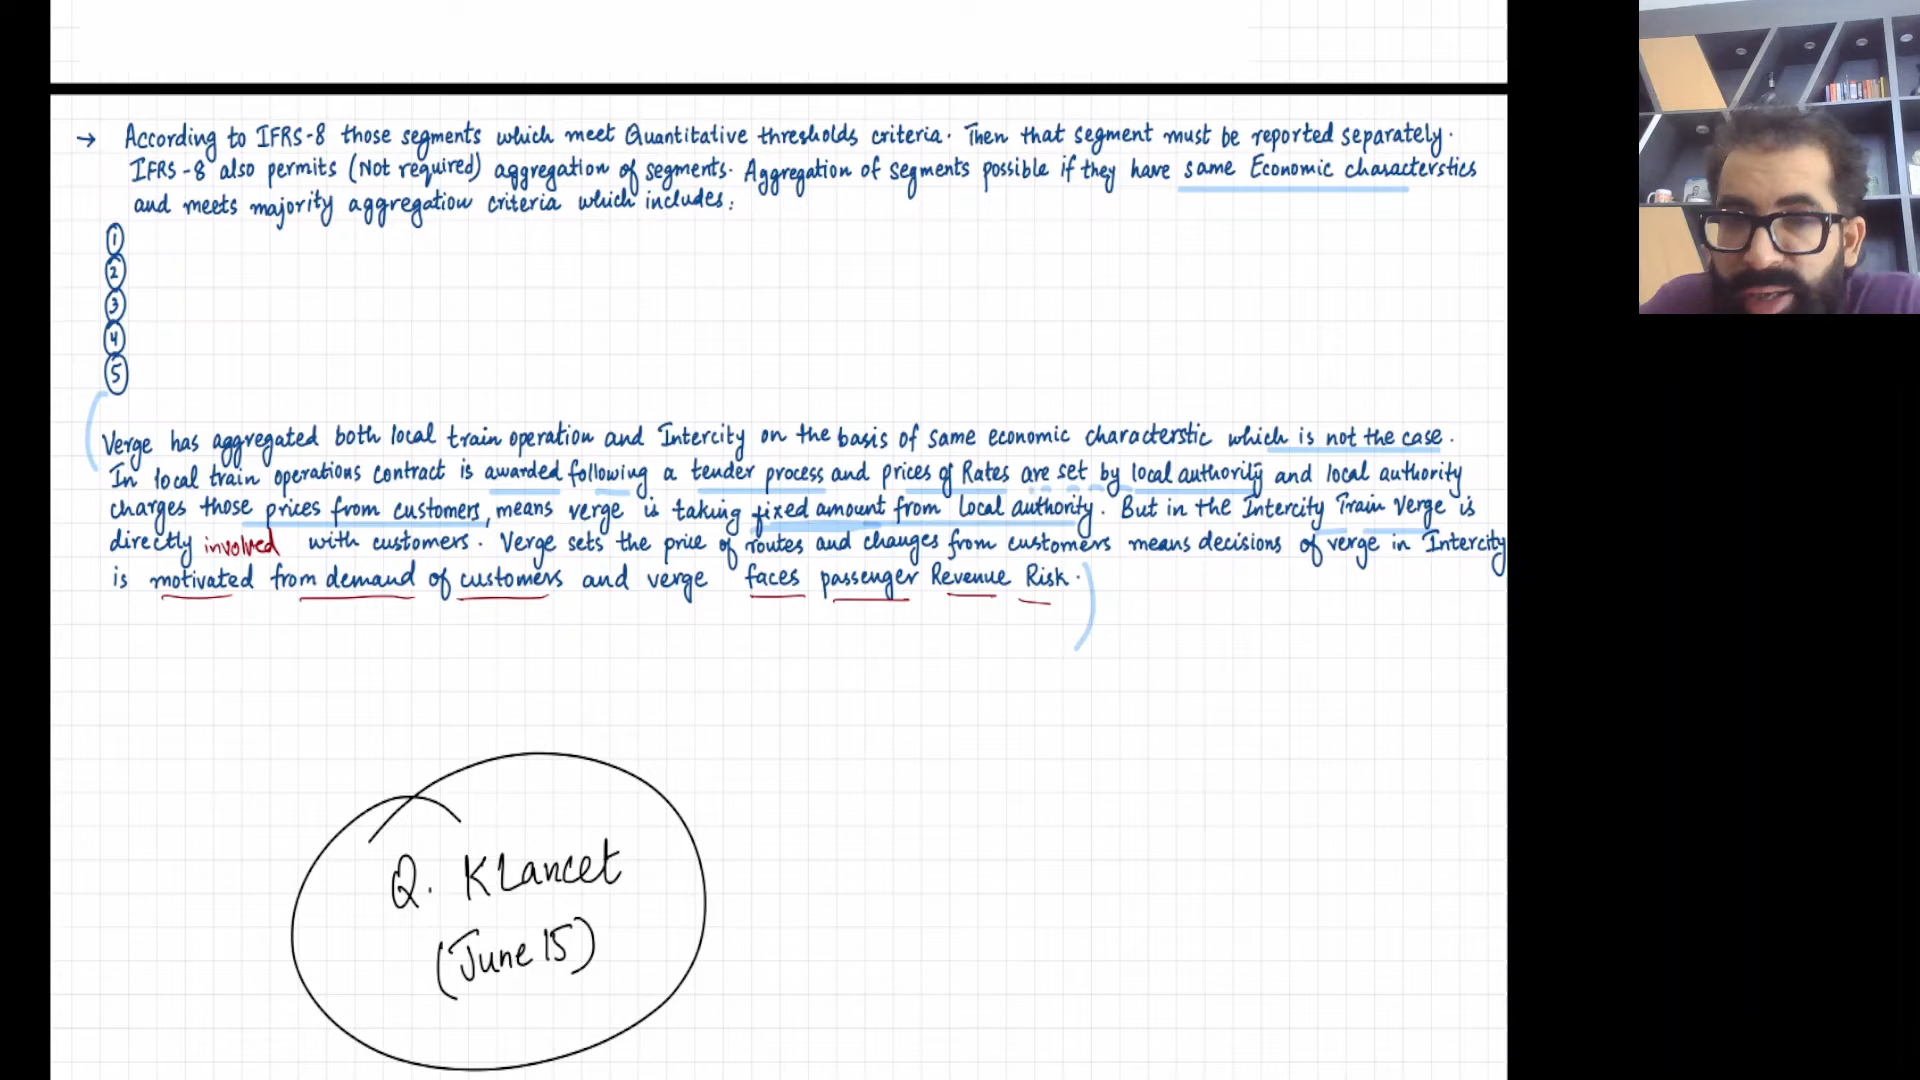 → According to IFRS-8 those segments which meet Quantitative thresholds criteria. Then that segment must be reported separately.
IFRS-8 also permits (Not required) aggregation of segments. Aggregation of segments possible if they have same Economic characterstics
and meets majority aggregation criteria which includes:
1
2
3
4
5
Verge has aggregated both local train operation and Intercity on the basis of same economic characterstic which is not the case.
In local train operations contract is awarded following a tender process and prices of Rates are set by local authority and local authority
charges those prices from customers, means verge is taking fixed amount from Local authority. But in the Intercity Train Verge is
directly involved with customers. Verge sets the price of routes and changes from customers means decisions of verge in Intercity
is motivated from demand of customers and verge faces passenger Revenue Risk.
Q. KLancet
(June 15)